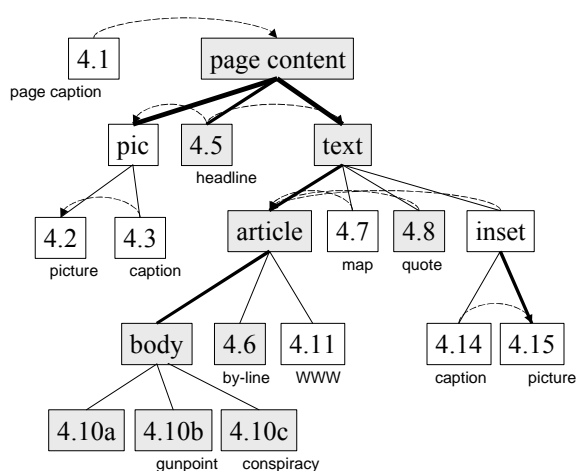 4.1
page content
page caption
pic
4.5
text
headline
4.2
4.3
article
4.7
4.8
inset
picture
caption
map
quote
body
4.6
4.11
4.14
4.15
by-line
WWW
caption
picture
4.10a
4.10b
4.10c
gunpoint
conspiracy